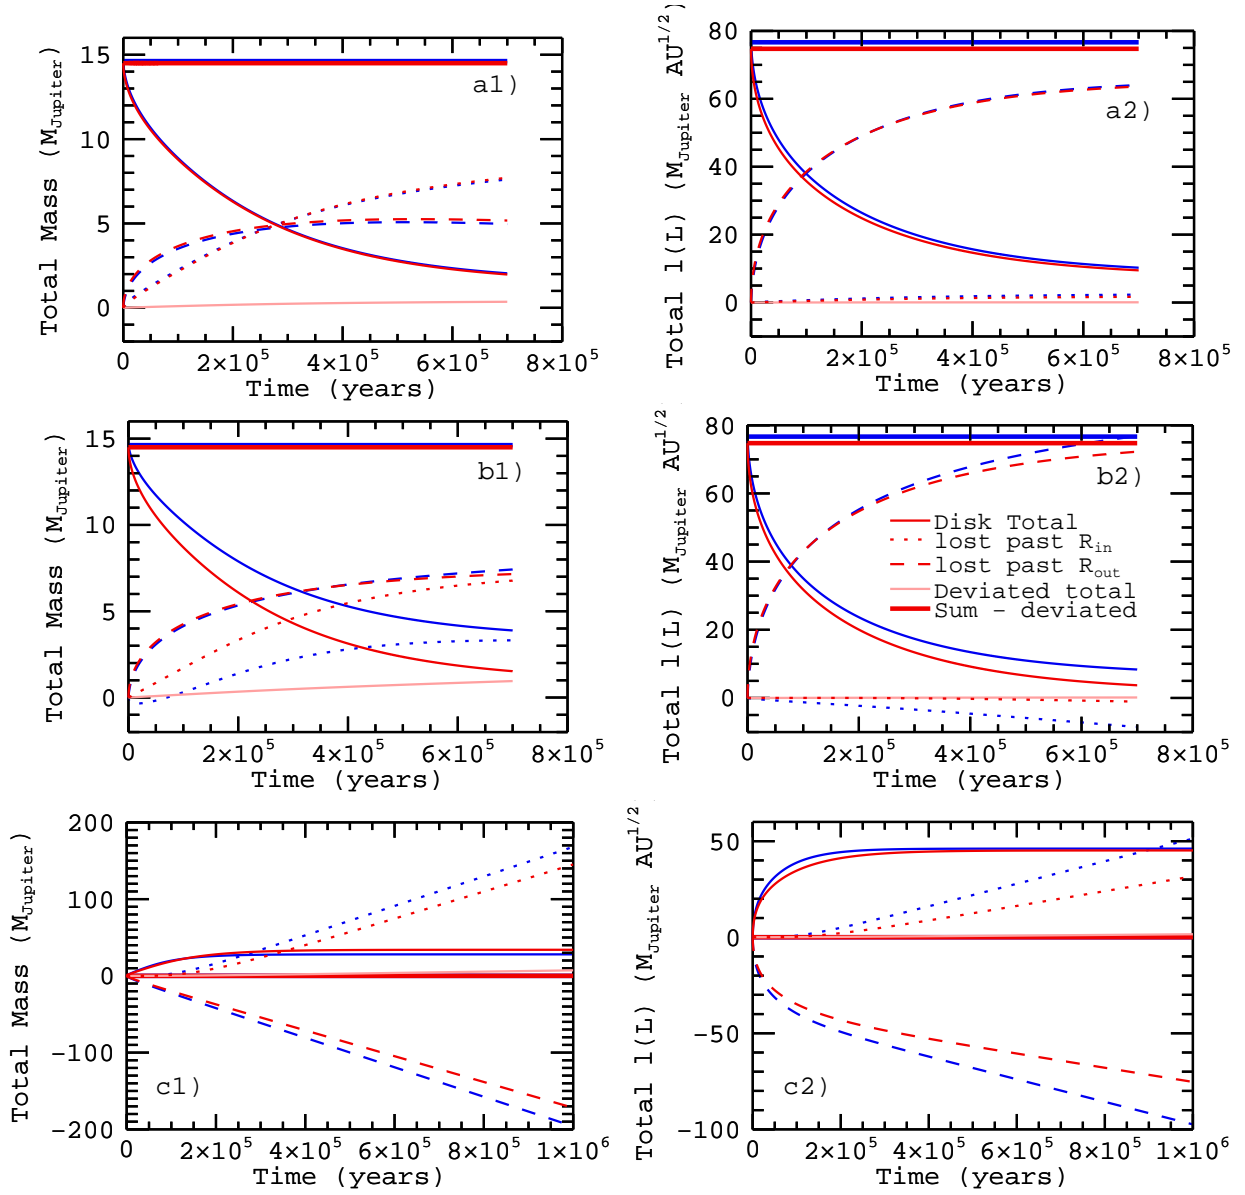 Total Mass (M_Jupiter)
15
10
5
0
a1)
0 2×10^5 4×10^5 6×10^5 8×10^5
Time (years)
Total l(L) (M_Jupiter AU^1/2)
80
60
40
20
0
a2)
0 2×10^5 4×10^5 6×10^5 8×10^5
Time (years)
Total Mass (M_Jupiter)
15
10
5
0
b1)
0 2×10^5 4×10^5 6×10^5 8×10^5
Time (years)
Total l(L) (M_Jupiter AU^1/2
80
60
40
20
0
b2)
Disk Total
lost past R_in
lost past R_out
Deviated total
Sum - deviated
0 2×10^5 4×10^5 6×10^5 8×10^5
Time (years)
Total Mass (M_Jupiter)
200
100
0
-100
-200
c1)
0 2×10^5 4×10^5 6×10^5 8×10^5 1×10^6
Time (years)
Total l(L) (M_Jupiter AU^1/2
50
0
-50
-100
c2)
0 2×10^5 4×10^5 6×10^5 8×10^5 1×10^6
Time (years)